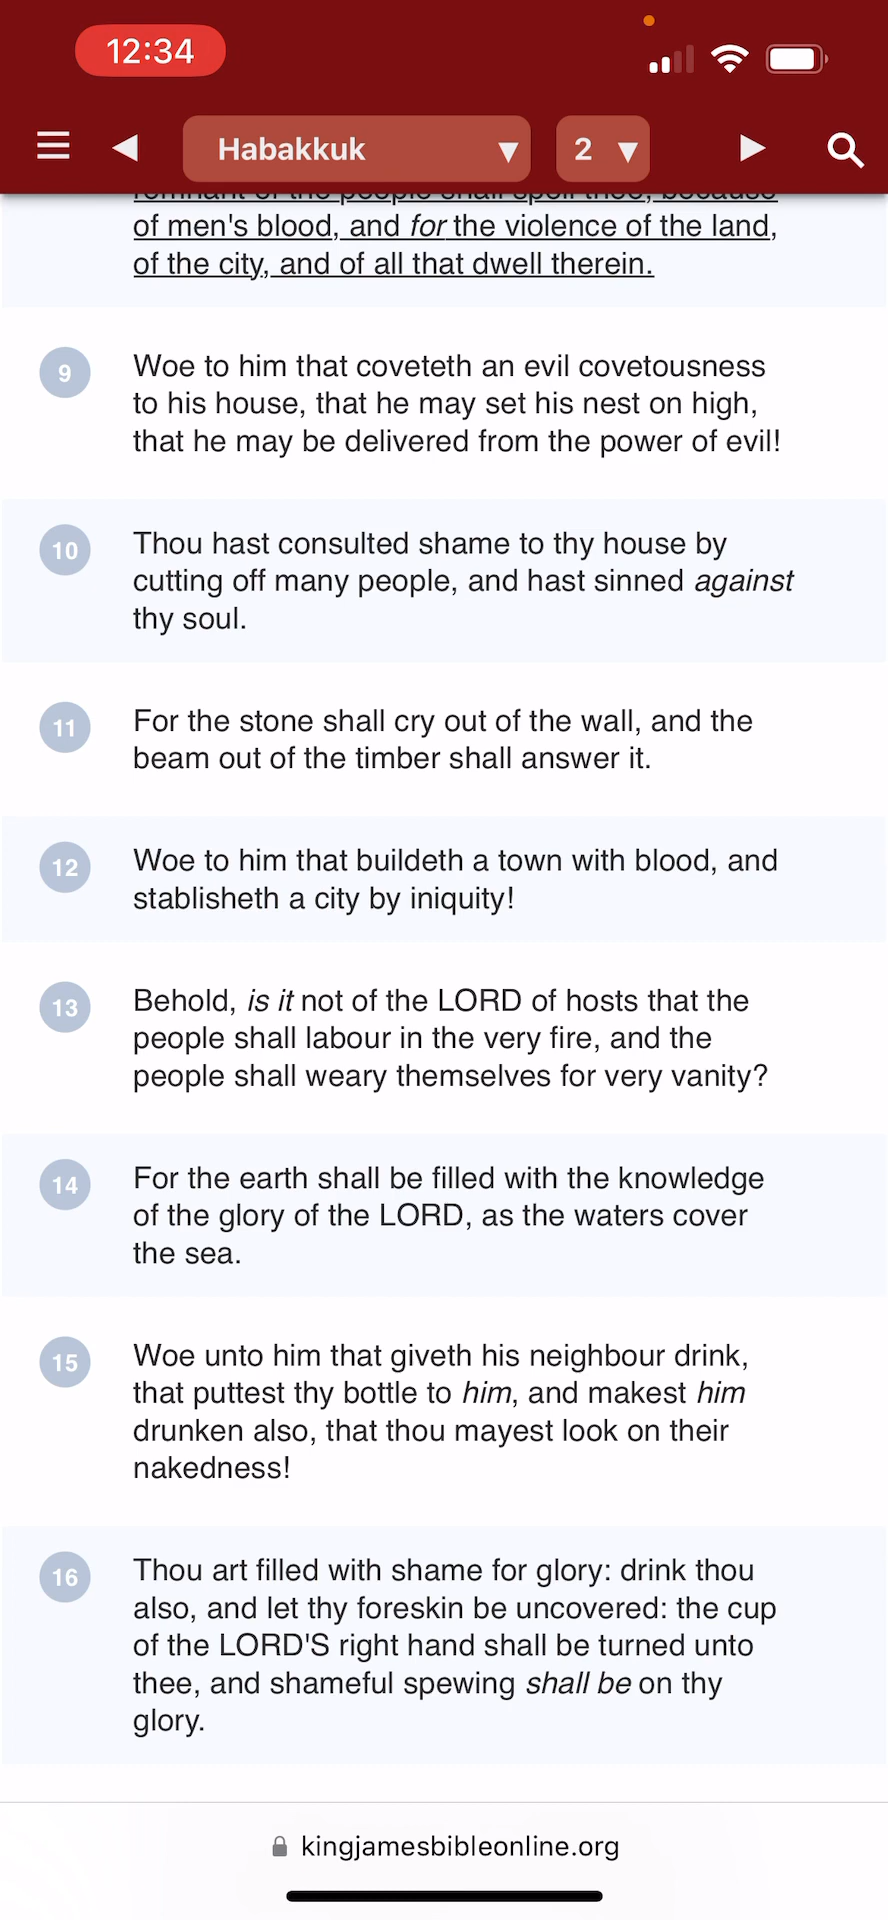 12:34
Habakkuk
2
remnant of the people shall spoil thee; because
of men's blood, and for the violence of the land,
of the city, and of all that dwell therein.
9
Woe to him that coveteth an evil covetousness
to his house, that he may set his nest on high,
that he may be delivered from the power of evil!
10
Thou hast consulted shame to thy house by
cutting off many people, and hast sinned against
thy soul.
11
For the stone shall cry out of the wall, and the
beam out of the timber shall answer it.
12
Woe to him that buildeth a town with blood, and
stablisheth a city by iniquity!
13
Behold, is it not of the LORD of hosts that the
people shall labour in the very fire, and the
people shall weary themselves for very vanity?
14
For the earth shall be filled with the knowledge
of the glory of the LORD, as the waters cover
the sea.
15
Woe unto him that giveth his neighbour drink,
that puttest thy bottle to him, and makest him
drunken also, that thou mayest look on their
nakedness!
16
Thou art filled with shame for glory: drink thou
also, and let thy foreskin be uncovered: the cup
of the LORD'S right hand shall be turned unto
thee, and shameful spewing shall be on thy
glory.
kingjamesbibleonline.org